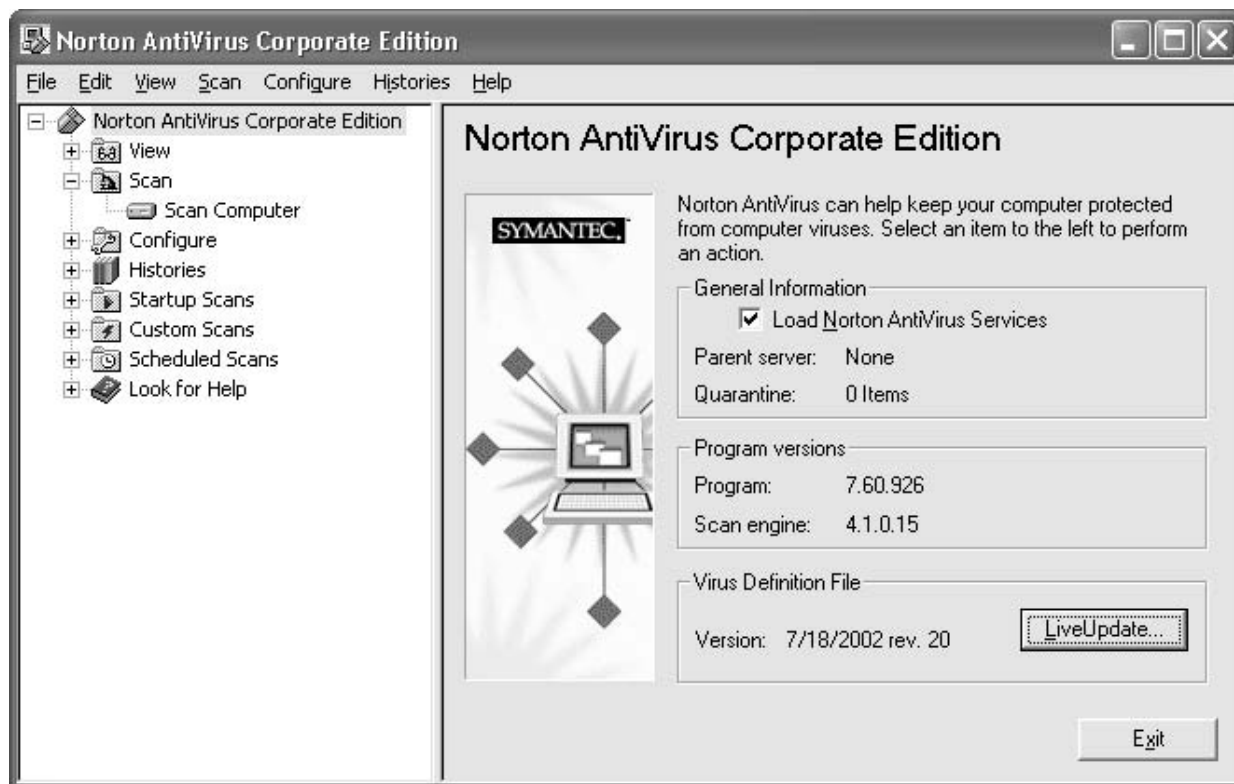 Norton AntiVirus Corporate Edition
File Edit View Scan Configure Histories Help
Norton AntiVirus Corporate Edition
View
Scan
Scan Computer
Configure
Histories
Startup Scans
Custom Scans
Scheduled Scans
Look for Help
Norton AntiVirus Corporate Edition
SYMANTEC.
Norton AntiVirus can help keep your computer protected
from computer viruses. Select an item to the left to perform
an action.
General Information
Load Norton AntiVirus Services
Parent server: None
Quarantine: 0 Items
Program versions
Program: 7.60.926
Scan engine: 4.1.0.15
Virus Definition File
Version: 7/18/2002 rev. 20
LiveUpdate...
Exit